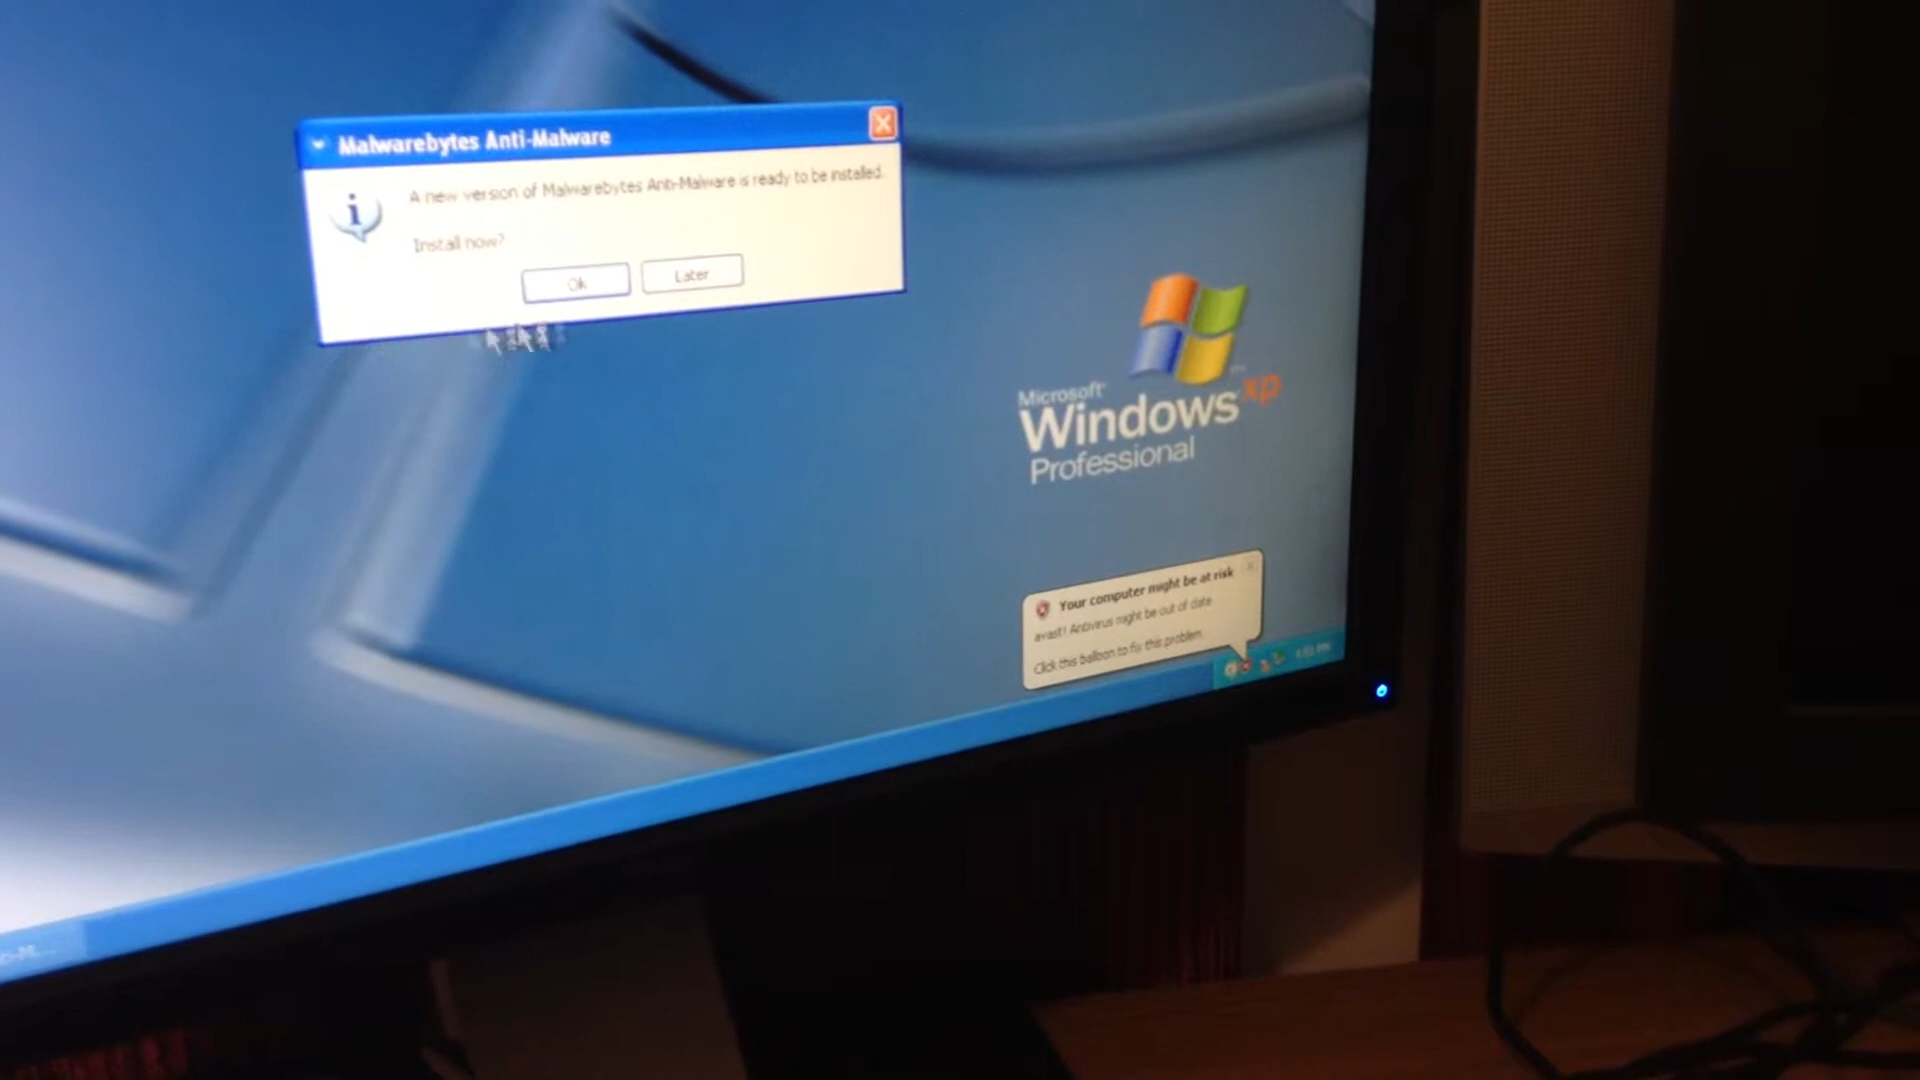 Malwarebytes Anti-Malware
A new version of Malwarebytes Anti-Malware is ready to be installed.
Install now?
Ok
Later
Microsoft
Windows xp
Professional
Your computer might be at risk
avast! Antivirus might be out of date
Click this balloon to fix this problem.